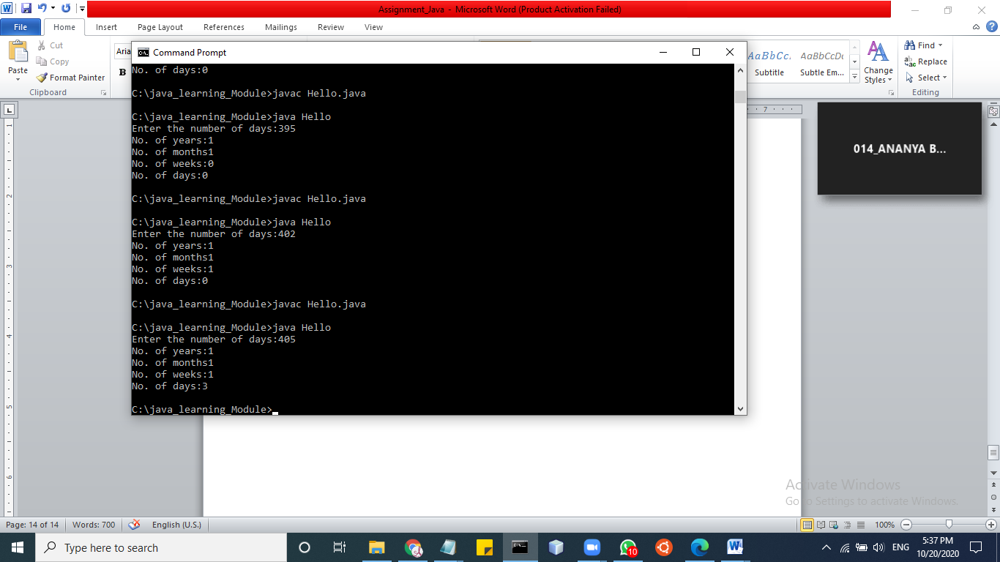 Assignment_Java - Microsoft Word (Product Activation Failed)
File Home Insert Page Layout References Mailings Review View
Cut
Copy
Format Painter
Paste
Clipboard
Aria
B
Command Prompt
No. of days:0
C:\java_learning_Module>javac Hello.java
C:\java_learning_Module>java Hello
Enter the number of days:395
No. of years:1
No. of months1
No. of weeks:0
No. of days:0
C:\java_learning_Module>javac Hello.java
C:\java_learning_Module>java Hello
Enter the number of days:402
No. of years:1
No. of months1
No. of weeks:1
No. of days:0
C:\java_learning_Module>javac Hello.java
C:\java_learning_Module>java Hello
Enter the number of days:405
No. of years:1
No. of months1
No. of weeks:1
No. of days:3
C:\java_learning_Module>
AaBbCc. AaBbCcDc
Subtitle Subtle Em...
Change
Styles
Find
Replace
Select
Editing
7
014_ANANYA B...
1
2
3
4
5
6
Activate Windows
Go to Settings to activate Windows.
Page: 14 of 14 Words: 700 English (U.S.) 100%
Type here to search
10
ENG
5:37 PM
10/20/2020